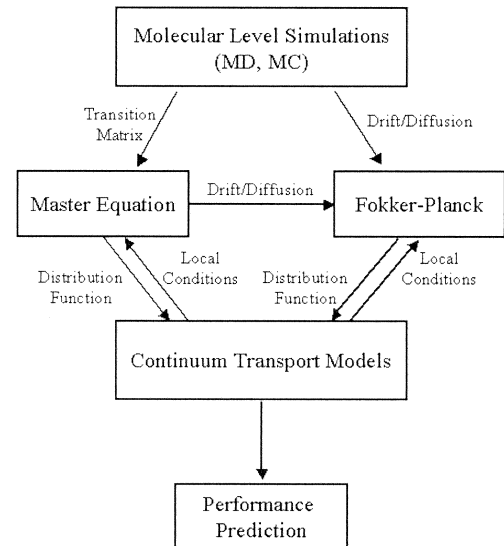 Molecular Level Simulations
(MD, MC)
Transition
Matrix
Drift/Diffusion
Master Equation
Drift/Diffusion
Fokker-Planck
Distribution
Function
Local
Conditions
Distribution
Function
Local
Conditions
Continuum Transport Models
Performance
Prediction